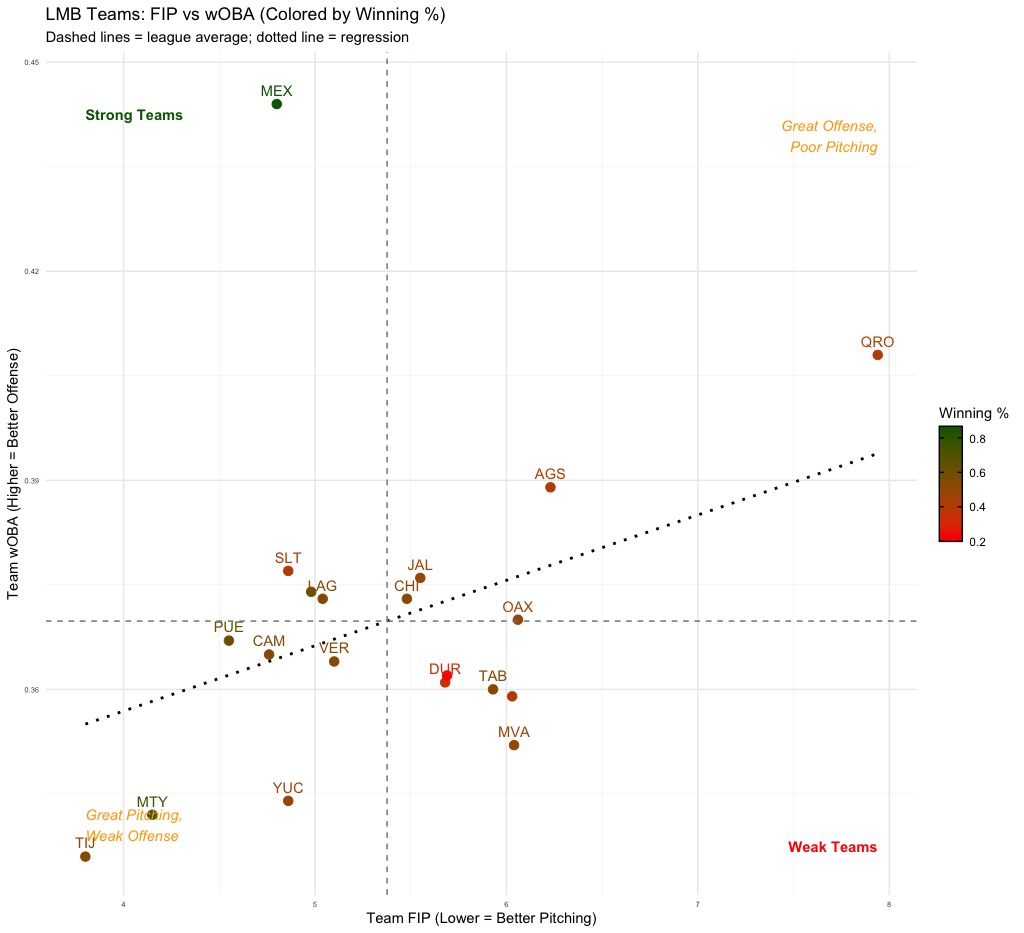 LMB Teams: FIP vs wOBA (Colored by Winning %)
Dashed lines = league average; dotted line = regression
0.45
MEX
Strong Teams
Great Offense,
Poor Pitching
0.42
QRO
Team wOBA (Higher = Better Offense)
Winning %
0.8
0.6
0.4
0.2
0.39
AGS
SLT
JAL
LAG
CHI
OAX
PUE
CAM
VER
DUR
TAB
0.36
MVA
YUC
MTY
Great Pitching,
Weak Offense
TIJ
Weak Teams
4
5
6
7
8
Team FIP (Lower = Better Pitching)